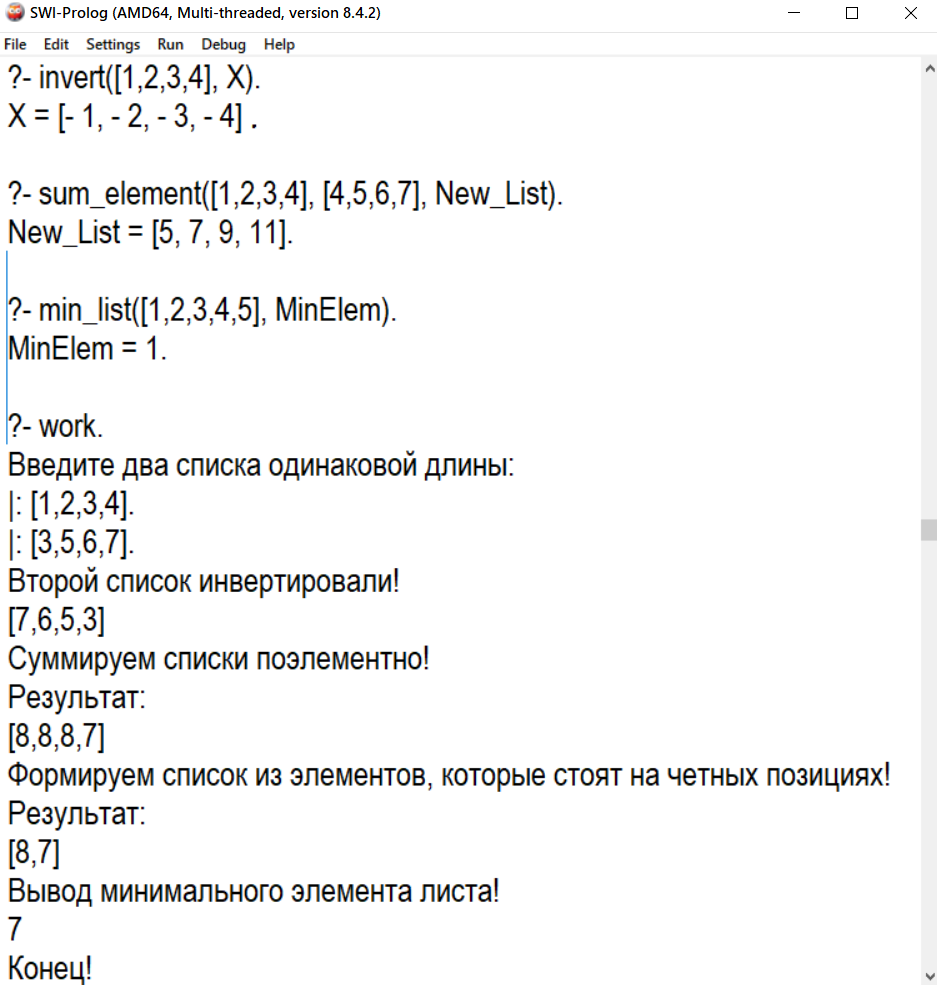 SWI-Prolog (AMD64, Multi-threaded, version 8.4.2)
File Edit Settings Run Debug Help
?- invert([1,2,3,4], X).
X = [- 1, - 2, - 3, - 4] .
?- sum_element([1,2,3,4], [4,5,6,7], New_List).
New_List = [5, 7, 9, 11].
?- min_list([1,2,3,4,5], MinElem).
MinElem = 1.
?- work.
Введите два списка одинаковой длины:
|: [1,2,3,4].
|: [3,5,6,7].
Второй список инвертировали!
[7,6,5,3]
Суммируем списки поэлементно!
Результат:
[8,8,8,7]
Формируем список из элементов, которые стоят на четных позициях!
Результат:
[8,7]
Вывод минимального элемента листа!
7
Конец!